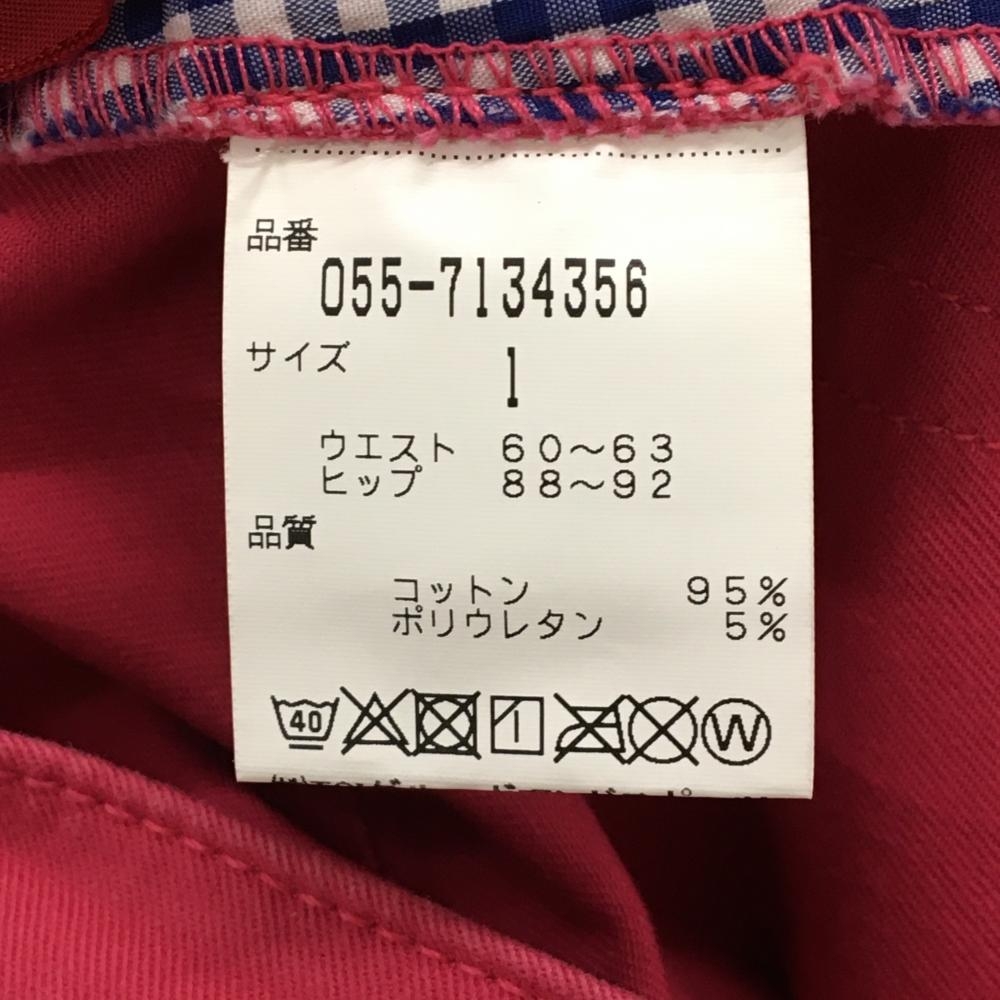 品番
055-7134356
サイズ 1
ウエスト 60〜63
ヒップ 88〜92
品質
コットン 95%
ポリウレタン 5%
40 W